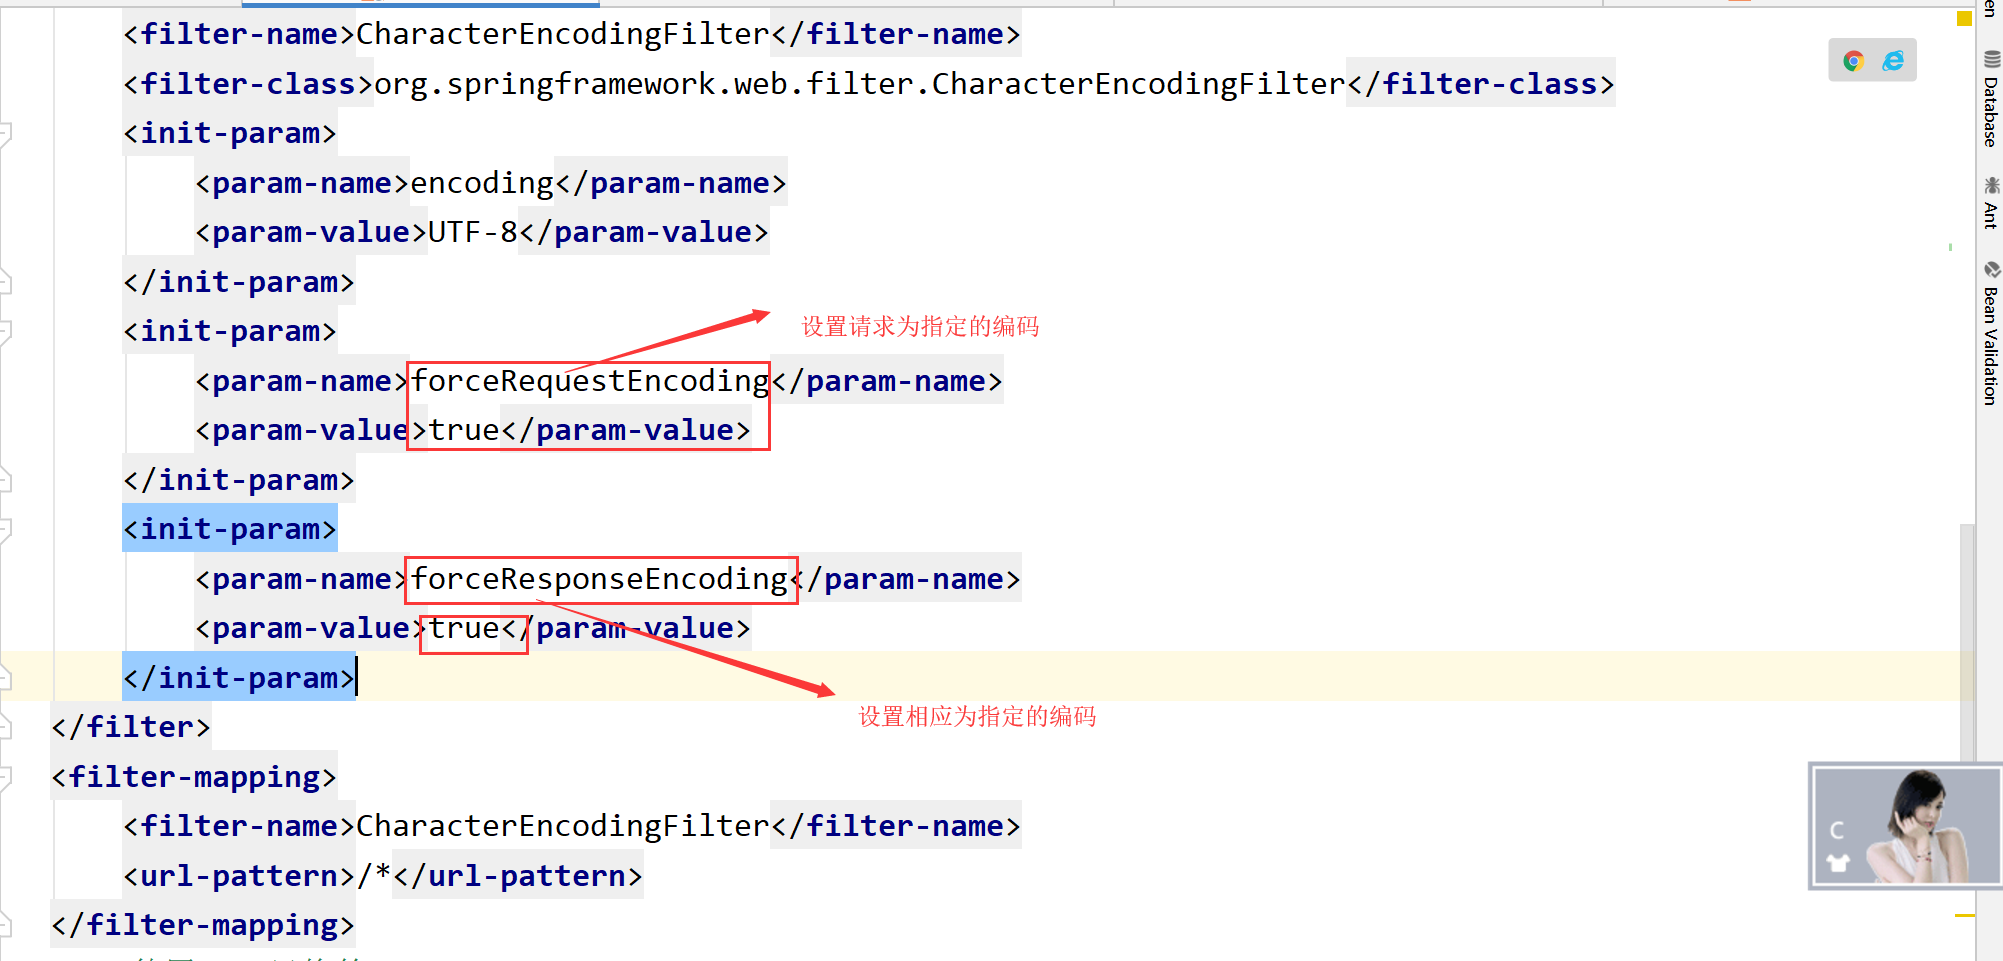 <filter-name>CharacterEncodingFilter</filter-name>
<filter-class>org.springframework.web.filter.CharacterEncodingFilter</filter-class>
<init-param>
<param-name>encoding</param-name>
<param-value>UTF-8</param-value>
</init-param>
<init-param>
设置请求为指定的编码
<param-name>forceRequestEncoding</param-name>
<param-value>true</param-value>
</init-param>
<init-param>
<param-name>forceResponseEncoding</param-name>
<param-value>true</param-value>
</init-param>
设置相应为指定的编码
</filter>
<filter-mapping>
<filter-name>CharacterEncodingFilter</filter-name>
<url-pattern>/*</url-pattern>
</filter-mapping>
en
Database
Ant
Bean Validation
C